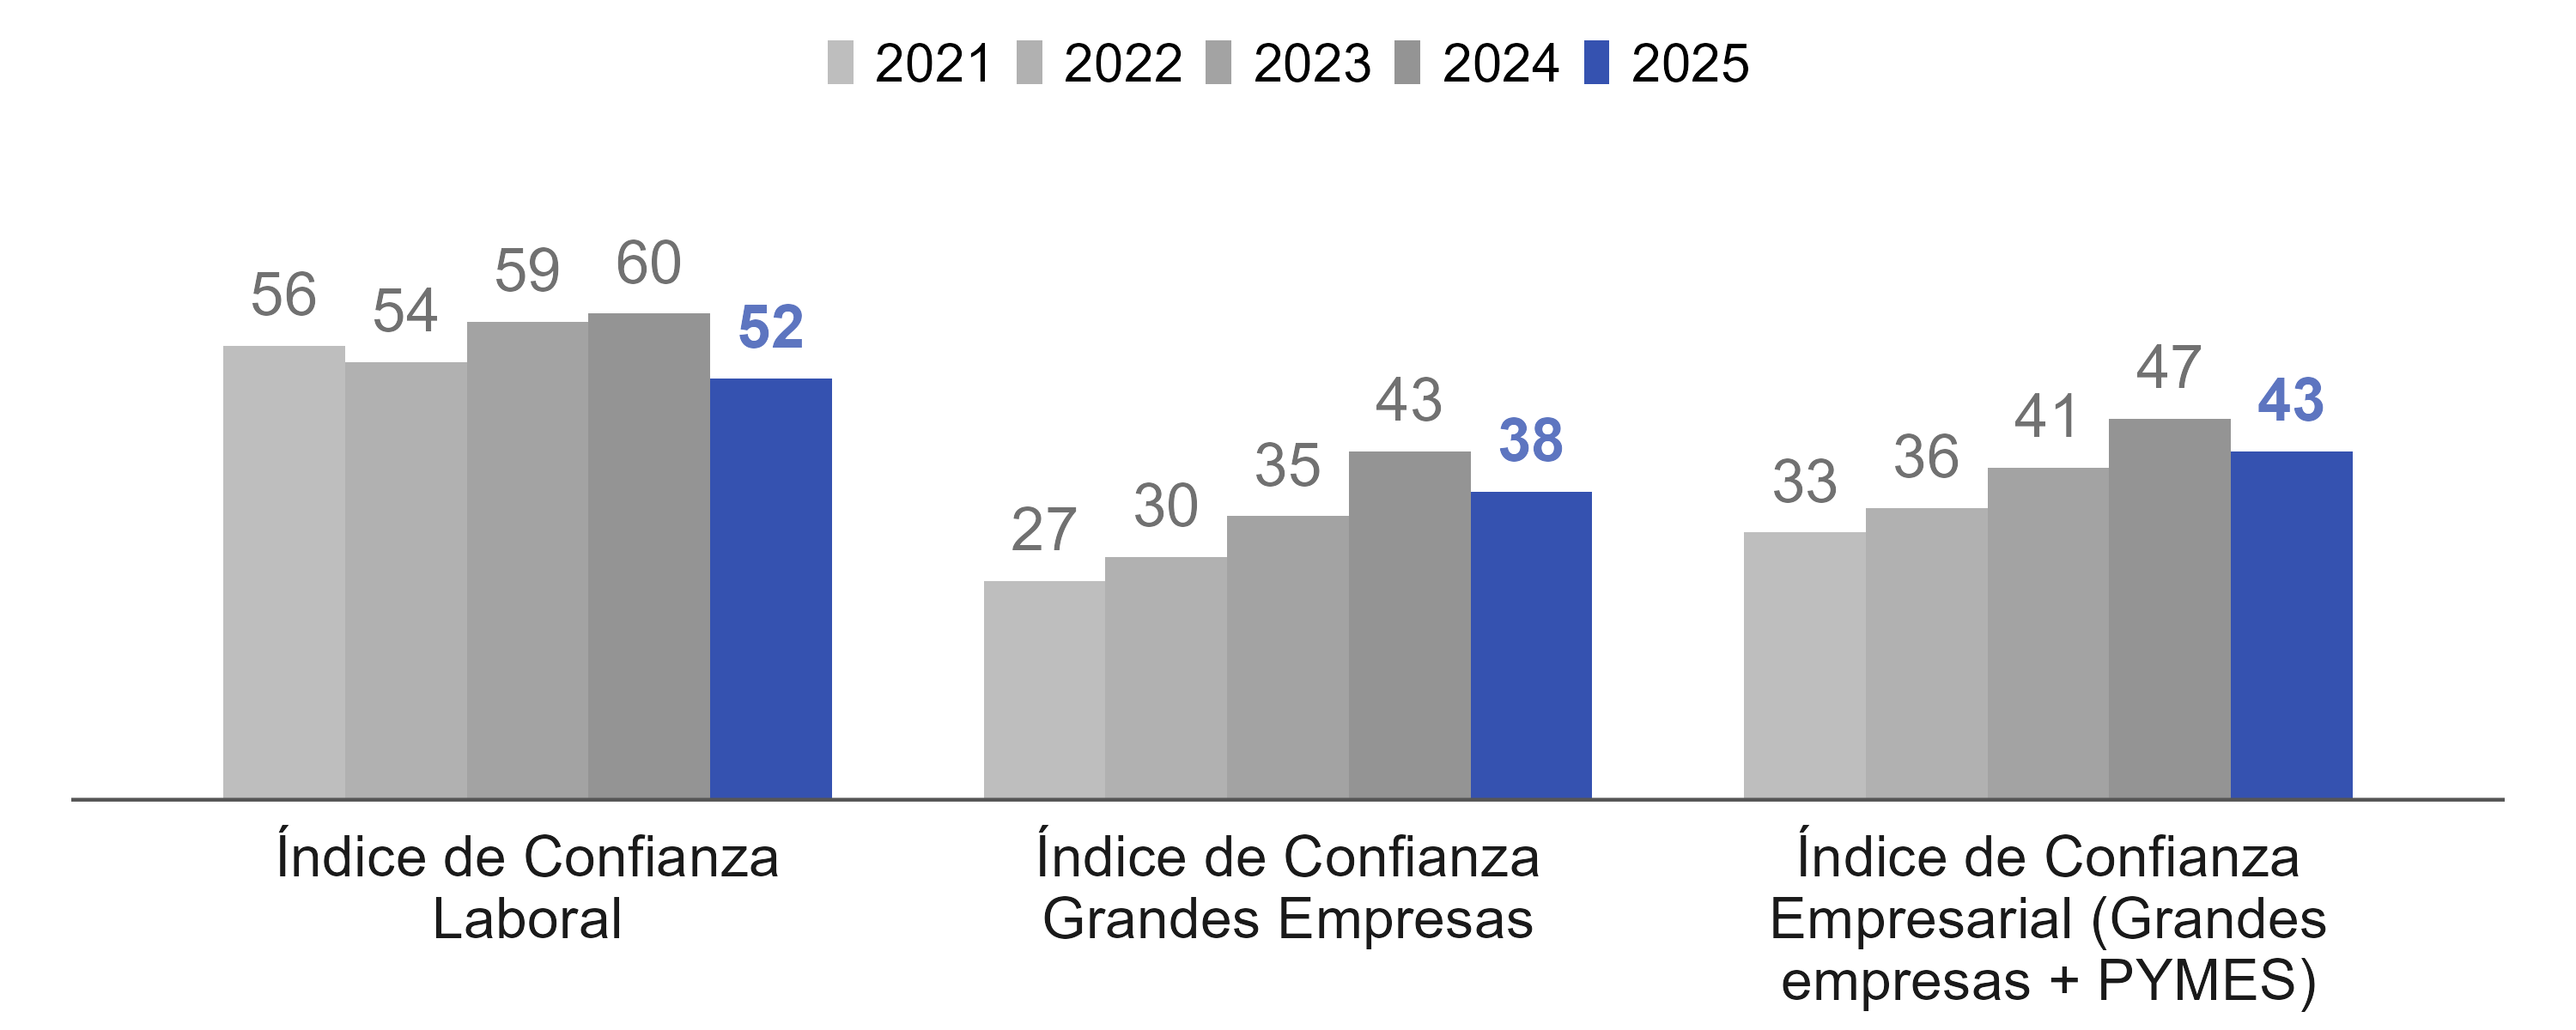 2021 2022 2023 2024 2025
56 54 59 60 52
27 30 35 43 38
33 36 41 47 43
Índice de Confianza
Laboral
Índice de Confianza
Grandes Empresas
Índice de Confianza
Empresarial (Grandes
empresas + PYMES)